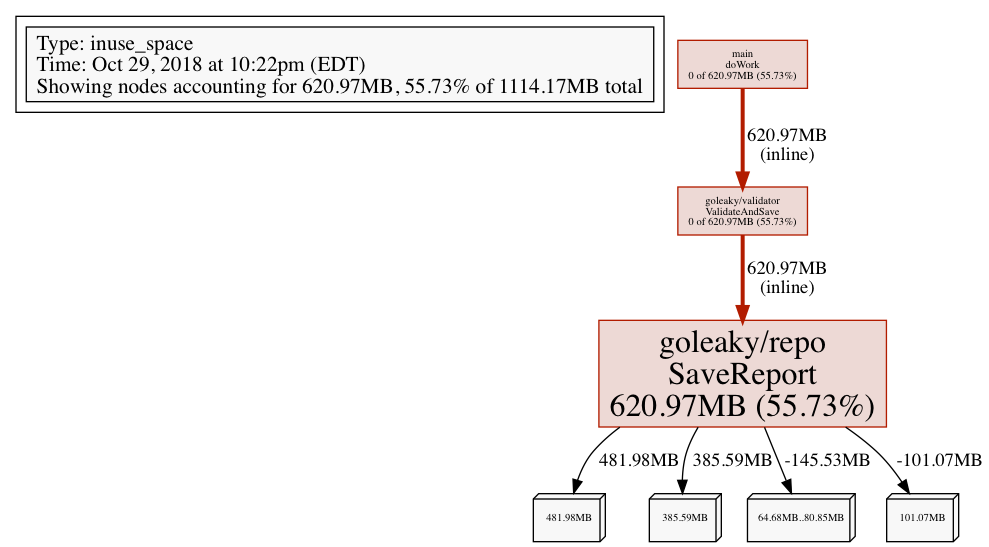 Type: inuse_space
Time: Oct 29, 2018 at 10:22pm (EDT)
Showing nodes accounting for 620.97MB, 55.73% of 1114.17MB total
main
doWork
0 of 620.97MB (55.73%)
620.97MB
(inline)
goleaky/validator
ValidateAndSave
0 of 620.97MB (55.73%)
620.97MB
(inline)
goleaky/repo
SaveReport
620.97MB (55.73%)
481.98MB
385.59MB
-145.53MB
-101.07MB
481.98MB
385.59MB
64.68MB..80.85MB
101.07MB